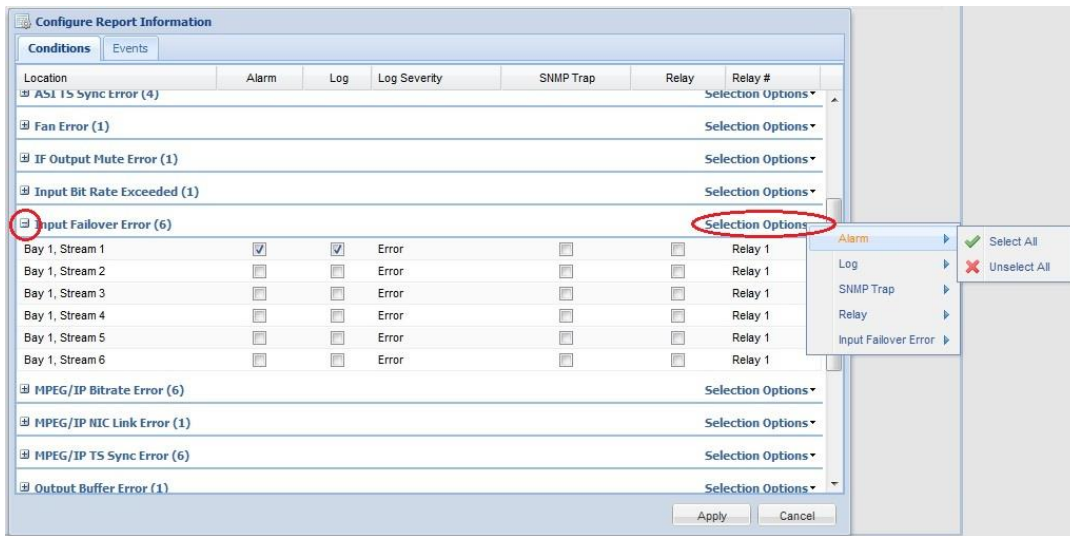 Configure Report Information
Conditions Events
Location Alarm Log Log Severity SNMP Trap Relay Relay #
ASI TS Sync Error (4) Selection Options
Fan Error (1) Selection Options
IF Output Mute Error (1) Selection Options
Input Bit Rate Exceeded (1) Selection Options
Input Failover Error (6) Selection Options
Bay 1, Stream 1 Error Relay 1
Bay 1, Stream 2 Error Relay 1
Bay 1, Stream 3 Error Relay 1
Bay 1, Stream 4 Error Relay 1
Bay 1, Stream 5 Error Relay 1
Bay 1, Stream 6 Error Relay 1
Alarm
Log
SNMP Trap
Relay
Input Failover Error
Select All
Unselect All
MPEG/IP Bitrate Error (6) Selection Options
MPEG/IP NIC Link Error (1) Selection Options
MPEG/IP TS Sync Error (6) Selection Options
Output Buffer Error (1) Selection Options
Apply Cancel